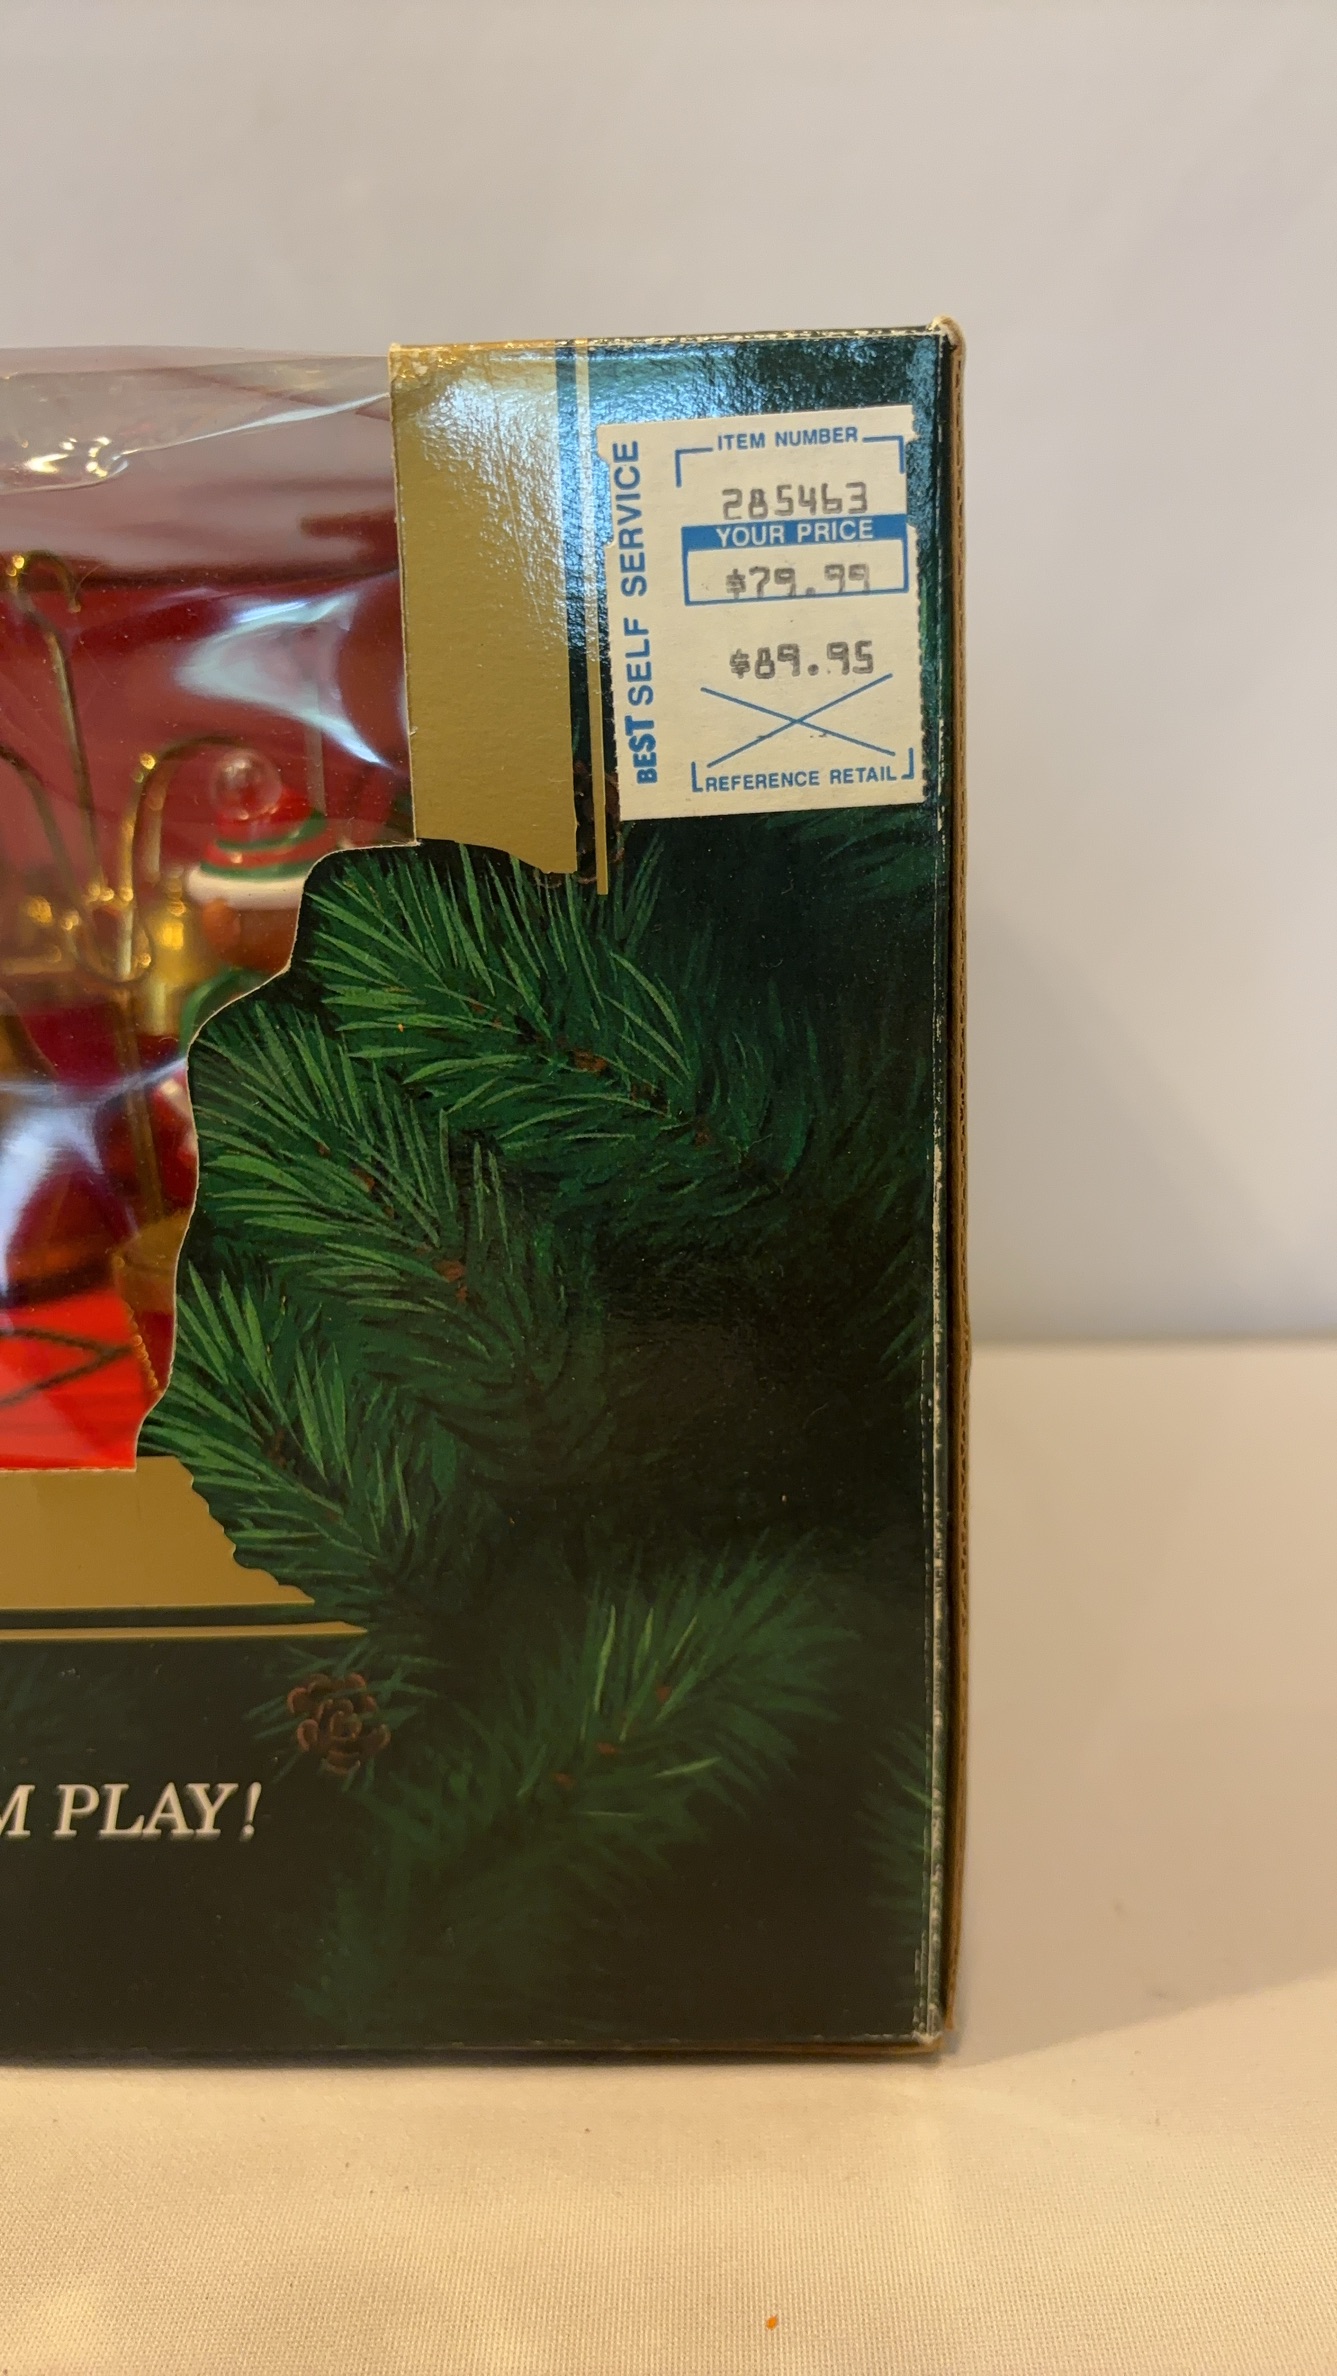 BEST SELF SERVICE
ITEM NUMBER
285463
YOUR PRICE
$79.99
$89.95
REFERENCE RETAIL
M PLAY!